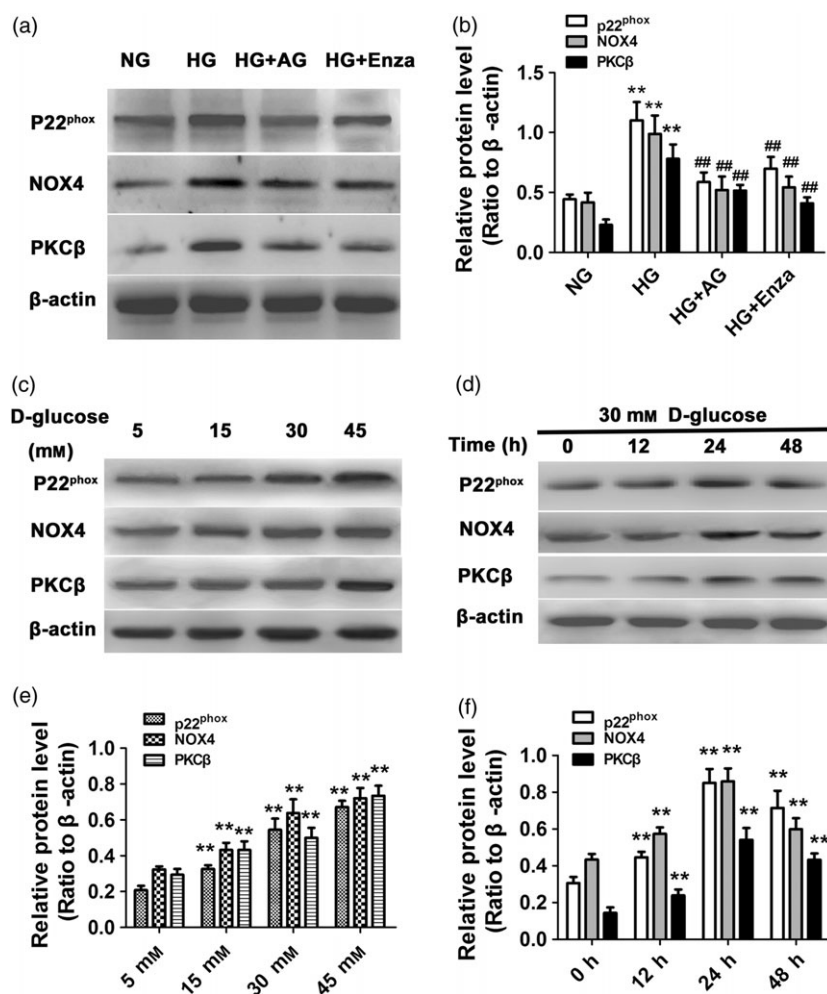 (a)
NG HG HG+AG HG+Enza
P22phox
NOX4
PKCβ
β-actin
(b)
p22phox
NOX4
PKCβ
Relative protein level
(Ratio to β -actin)
1.5
1.0
0.5
0.0
** ** **
## ## ##
## ## ##
NG HG HG+AG HG+Enza
(c)
D-glucose
(mM)
5 15 30 45
P22phox
NOX4
PKCβ
β-actin
(d)
30 mM D-glucose
Time (h) 0 12 24 48
P22phox
NOX4
PKCβ
β-actin
(e)
p22phox
NOX4
PKCβ
Relative protein level
(Ratio to β -actin)
1.0
0.8
0.6
0.4
0.2
0.0
** ** **
** ** **
** ** **
5 mM 15 mM 30 mM 45 mM
(f)
p22phox
NOX4
PKCβ
Relative protein level
(Ratio to β -actin)
1.0
0.8
0.6
0.4
0.2
0.0
** ** **
** ** **
** ** **
0 h 12 h 24 h 48 h